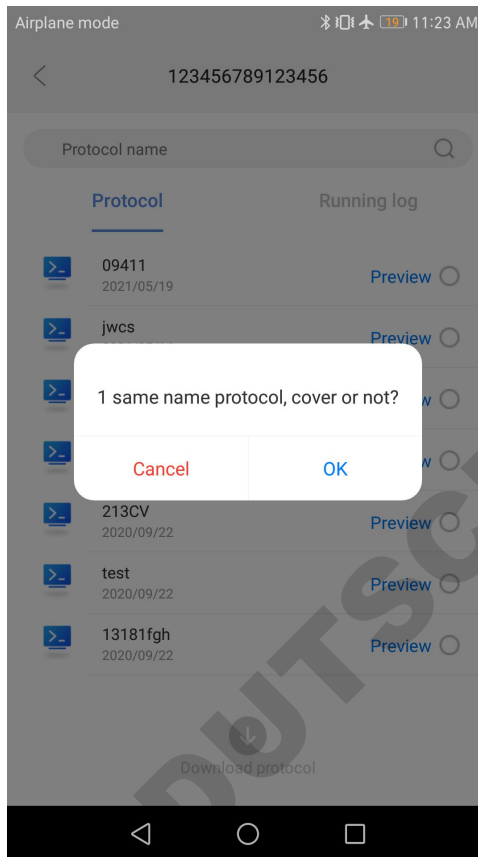 Airplane mode
19
11:23 AM
123456789123456
Protocol name
Protocol
Running log
09411
Preview
2021/05/19
jwcs
Preview
1 same name protocol, cover or not?
Cancel
OK
213CV
Preview
2020/09/22
test
Preview
2020/09/22
13181fgh
Preview
2020/09/22
Download protocol